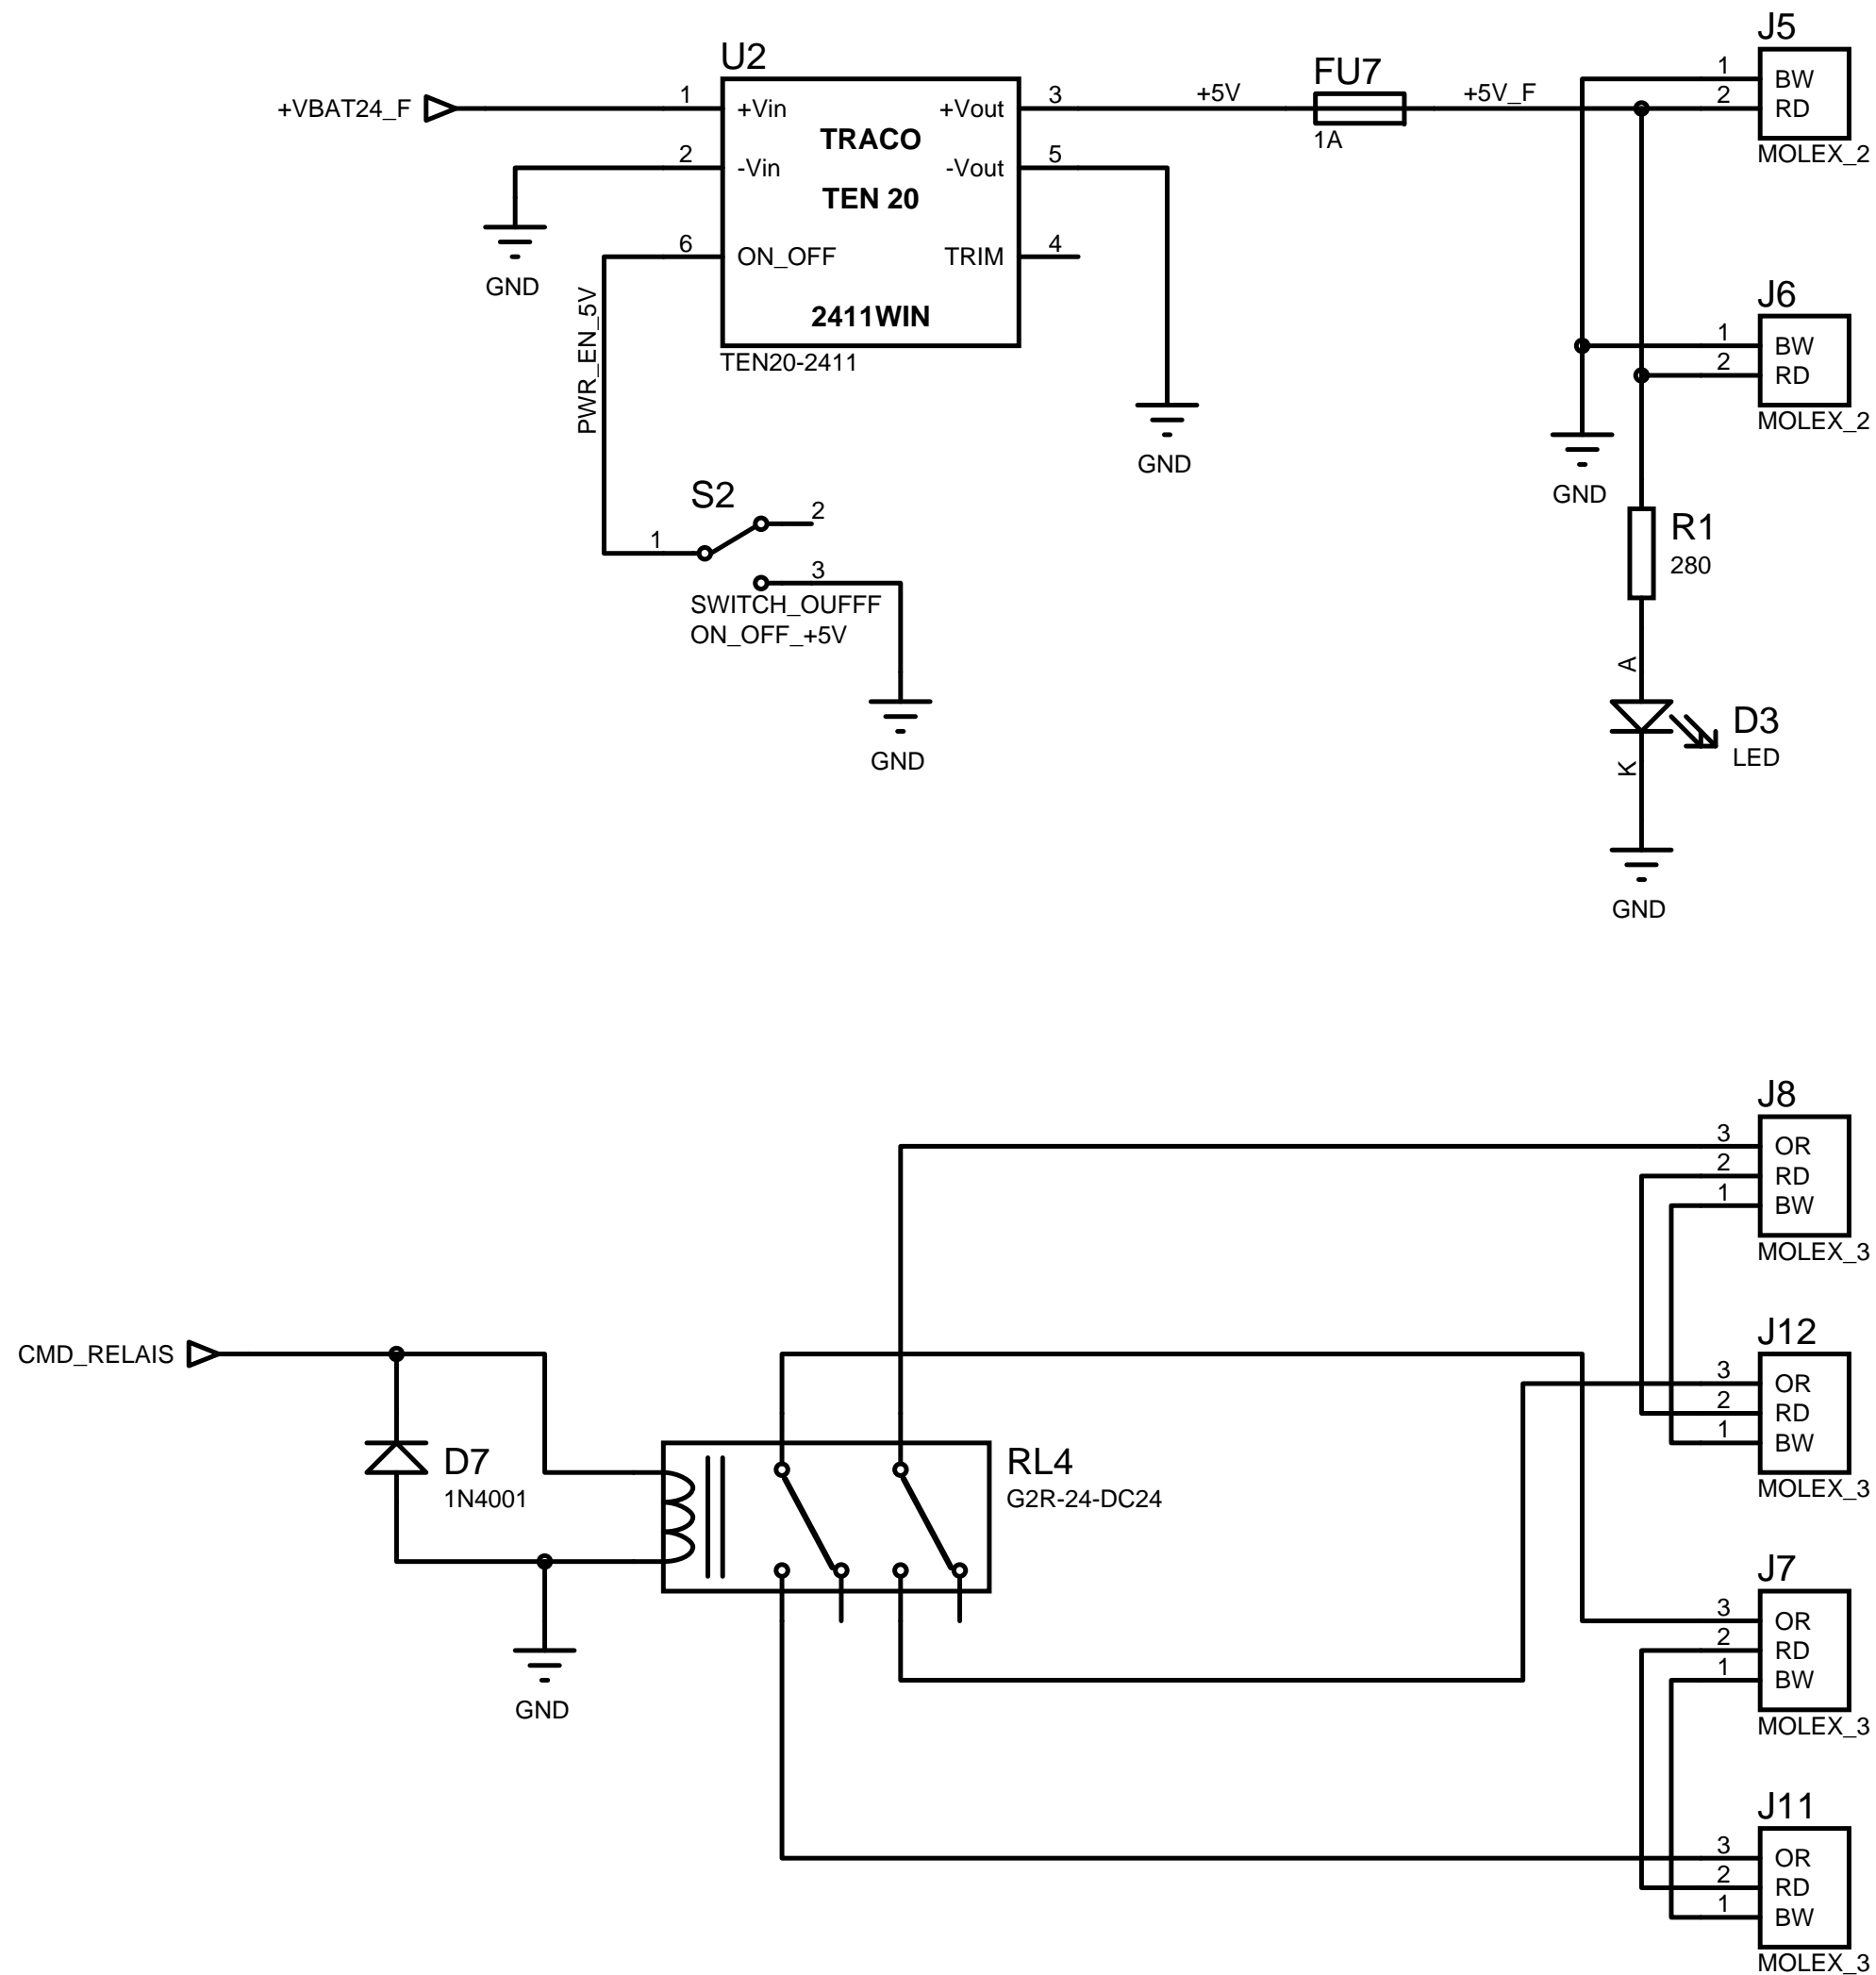 J5
U2
1
BW
FU7
+VBAT24_F
1
+Vin
+Vout
3
+5V
+5V_F
2
RD
TRACO
1A
MOLEX_2
2
-Vin
-Vout
5
TEN 20
6
ON_OFF
TRIM
4
GND
J6
PWR_EN_5V
2411WIN
1
BW
TEN20-2411
2
RD
MOLEX_2
GND
S2
GND
2
1
R1
3
280
SWITCH_OUFFF
ON_OFF_+5V
A
D3
GND
K
LED
GND
J8
3
OR
2
RD
1
BW
MOLEX_3
CMD_RELAIS
J12
3
OR
2
RD
1
BW
D7
RL4
1N4001
G2R-24-DC24
MOLEX_3
J7
3
OR
2
RD
1
BW
GND
MOLEX_3
J11
3
OR
2
RD
1
BW
MOLEX_3